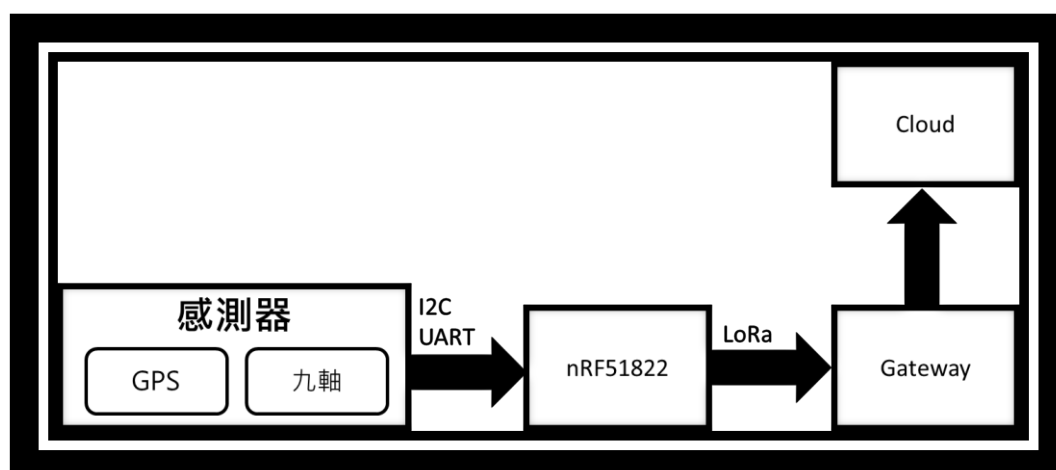 Cloud
感測器
GPS
九軸
I2C
UART
nRF51822
LoRa
Gateway